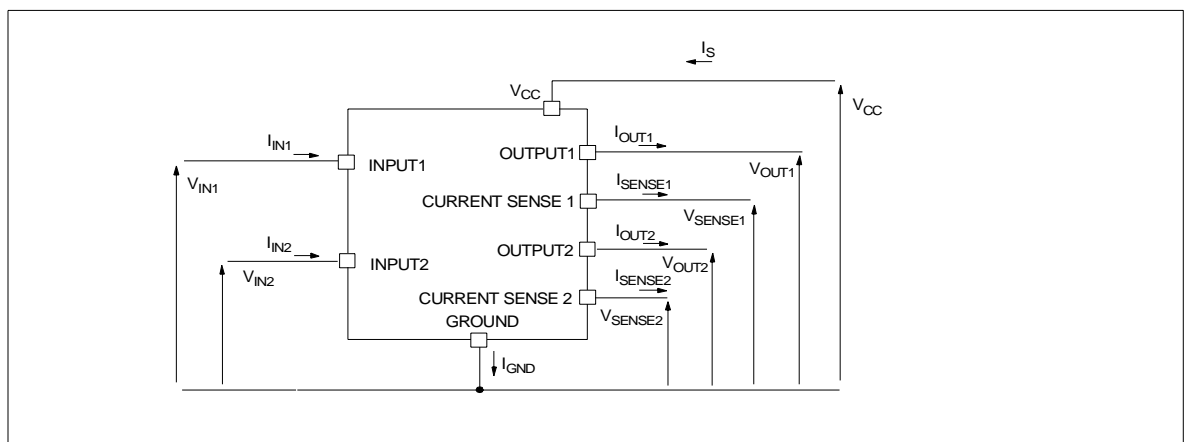 I_S
V_CC
V_CC
I_IN1
I_OUT1
INPUT1
OUTPUT1
V_IN1
V_OUT1
I_SENSE1
CURRENT SENSE 1
V_SENSE1
I_IN2
I_OUT2
OUTPUT2
INPUT2
V_IN2
V_OUT2
I_SENSE2
CURRENT SENSE 2
V_SENSE2
GROUND
I_GND